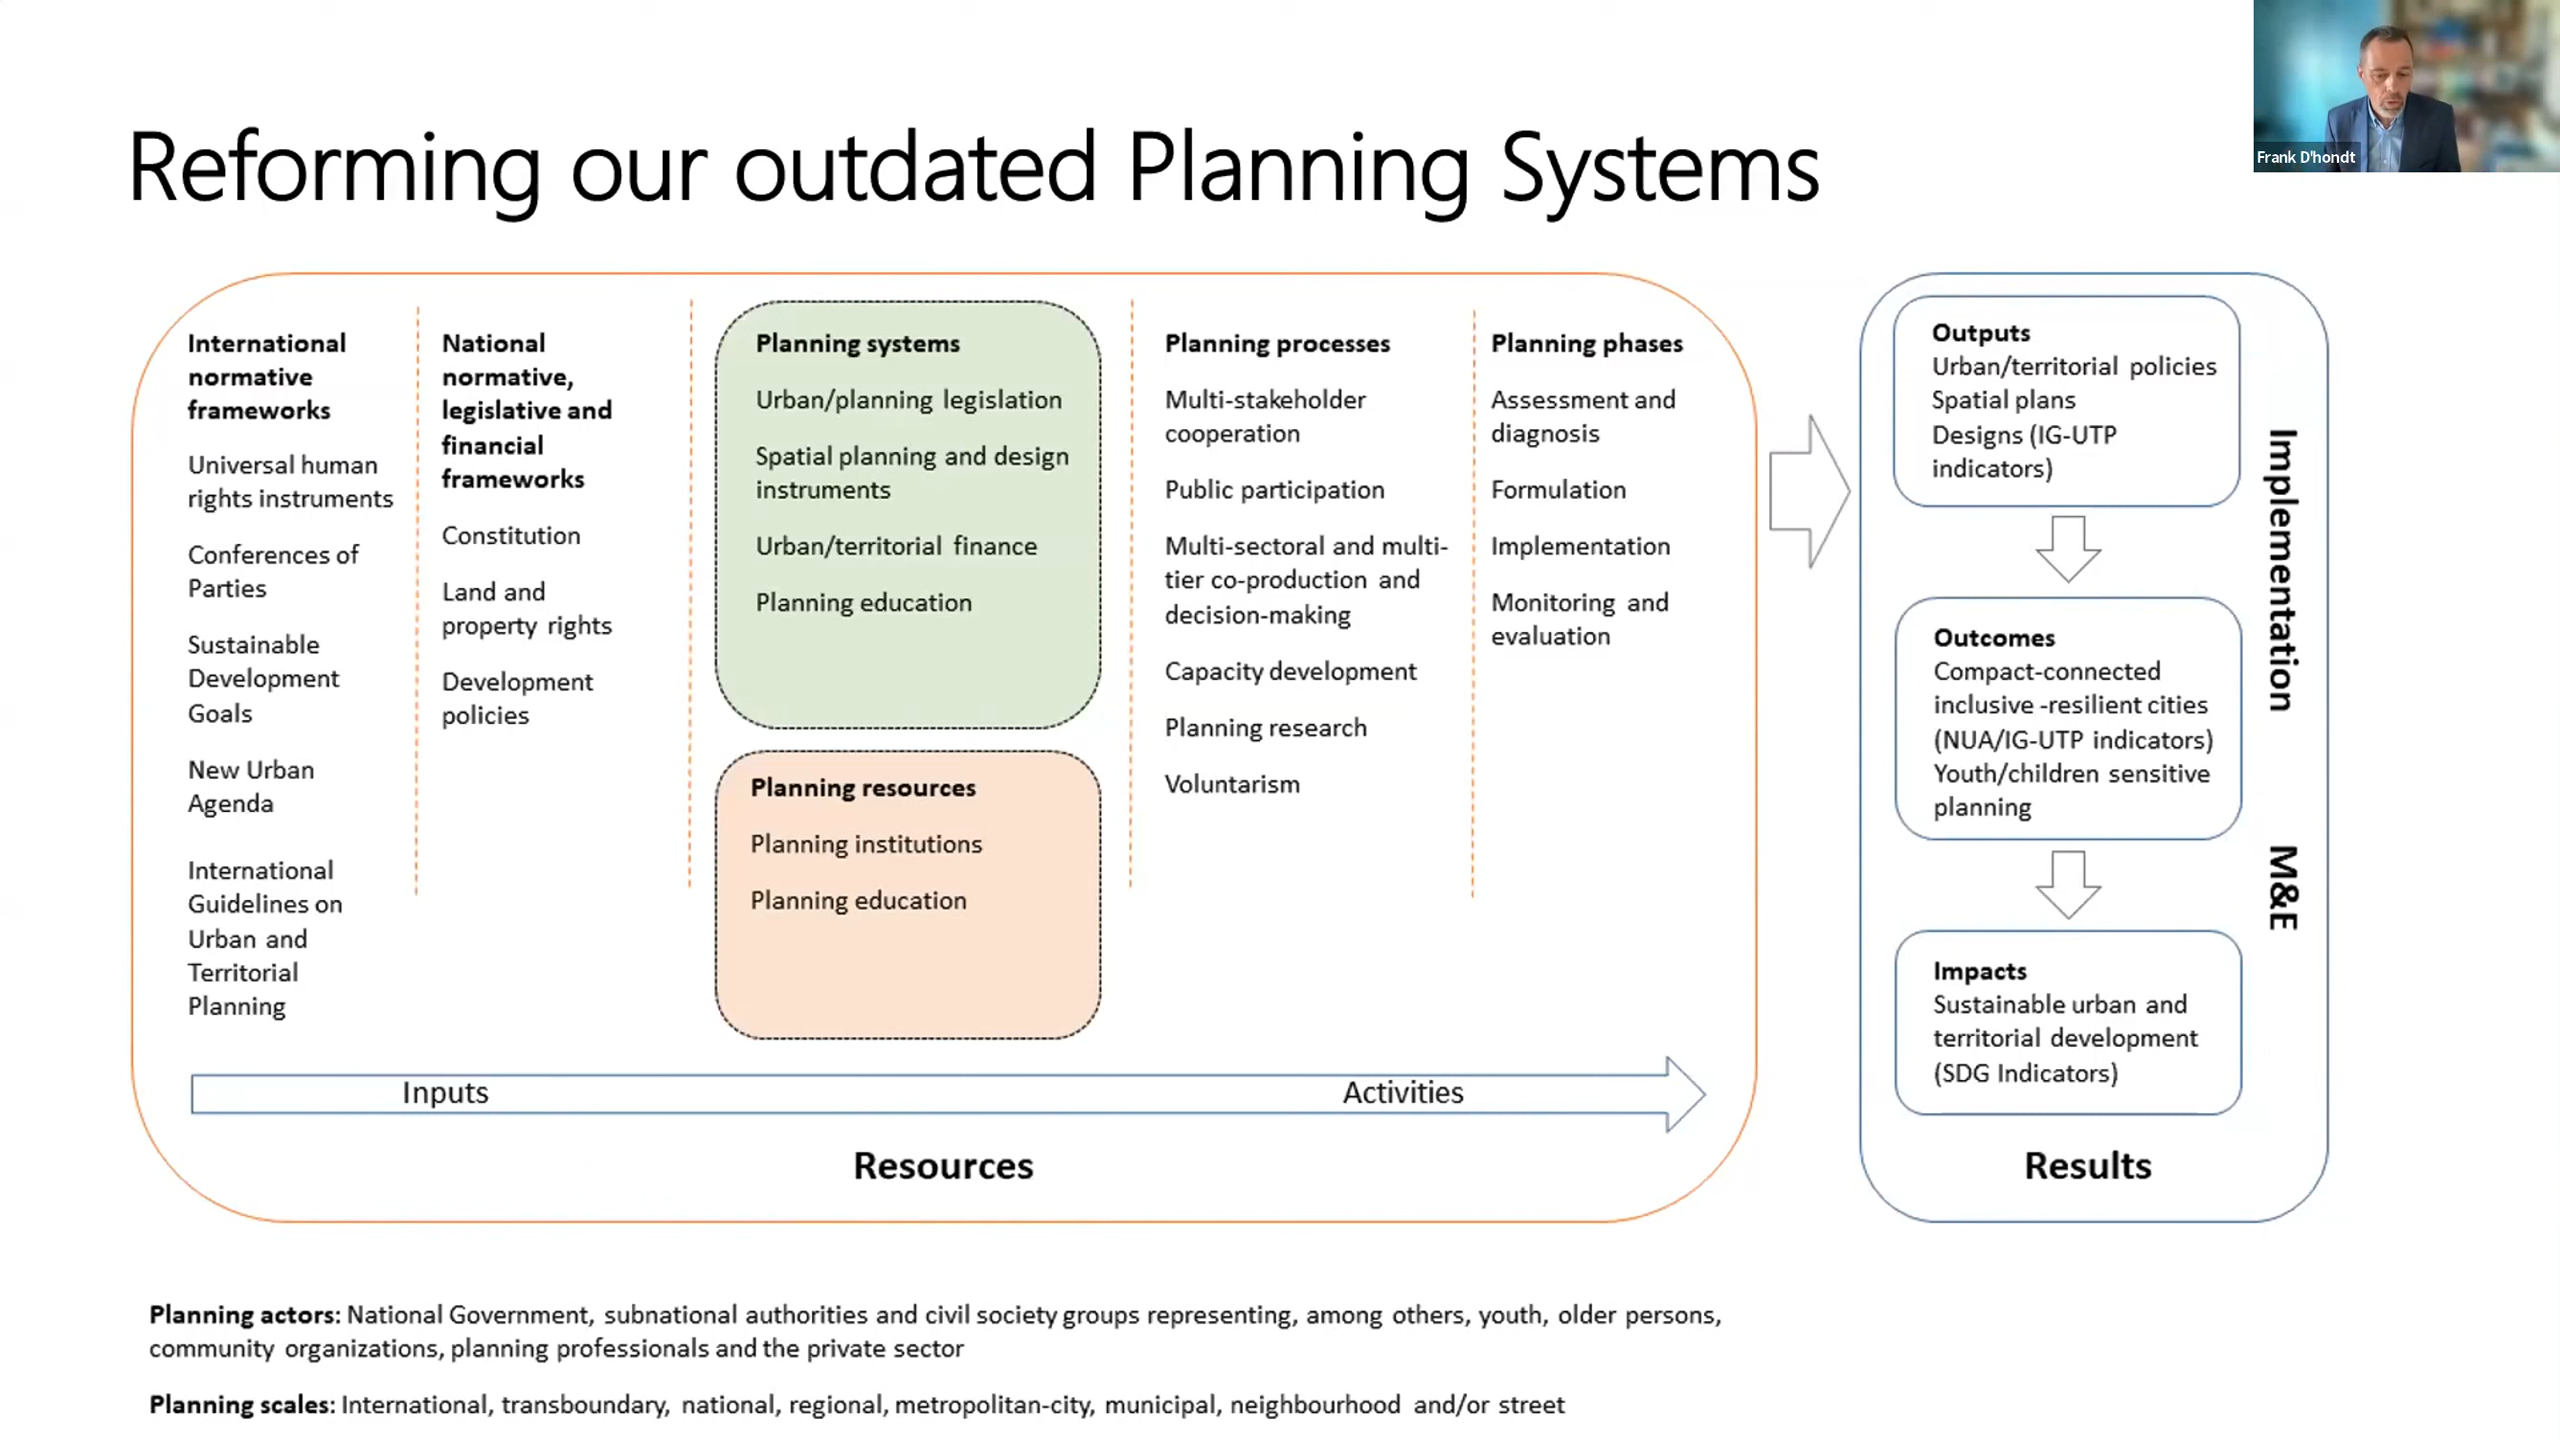 Reforming our outdated Planning Systems
Frank D'hondt
International
normative
frameworks
Universal human
rights instruments
Conferences of
Parties
Sustainable
Development
Goals
New Urban
Agenda
International
Guidelines on
Urban and
Territorial
Planning
National
normative,
legislative and
financial
frameworks
Constitution
Land and
property rights
Development
policies
Planning systems
Urban/planning legislation
Spatial planning and design
instruments
Urban/territorial finance
Planning education
Planning resources
Planning institutions
Planning education
Planning processes
Multi-stakeholder
cooperation
Public participation
Multi-sectoral and multi-
tier co-production and
decision-making
Capacity development
Planning research
Voluntarism
Planning phases
Assessment and
diagnosis
Formulation
Implementation
Monitoring and
evaluation
Inputs
Activities
Resources
Outputs
Urban/territorial policies
Spatial plans
Designs (IG-UTP
indicators)
Outcomes
Compact-connected
inclusive -resilient cities
(NUA/IG-UTP indicators)
Youth/children sensitive
planning
Impacts
Sustainable urban and
territorial development
(SDG Indicators)
Results
Implementation
M&E
Planning actors: National Government, subnational authorities and civil society groups representing, among others, youth, older persons,
community organizations, planning professionals and the private sector
Planning scales: International, transboundary, national, regional, metropolitan-city, municipal, neighbourhood and/or street